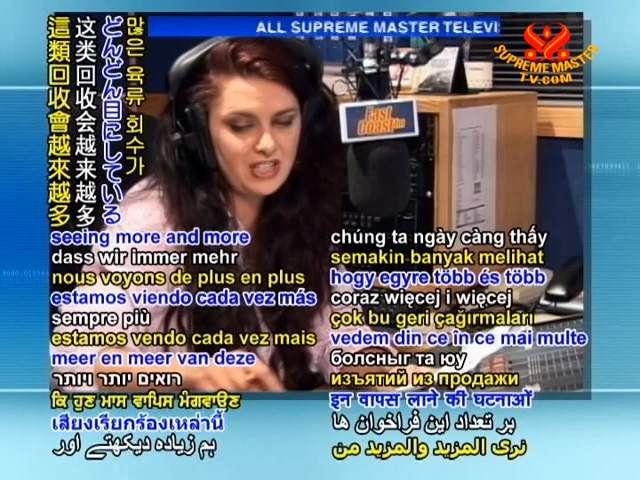 ALL SUPREME MASTER TELEVI
SUPREME MASTER
TV.COM
East
Coast fm
많은 육류 회수가
どんどん目にしている
这类回收会越来越多
這類回收會越來越多
seeing more and more
dass wir immer mehr
nous voyons de plus en plus
estamos viendo cada vez más
sempre più
estamos vendo cada vez mais
meer en meer van deze
רואים יותר ויותר
ਕਿ ਹੁਣ ਮਾਸ ਵਾਪਿਸ ਮੰਗਵਾਉਣ
เสียงเรียกร้องเหล่านี้
ہم زیادہ دیکھتے اور
chúng ta ngày càng thấy
semakin banyak melihat
hogy egyre több és több
coraz więcej i więcej
çok bu geri çağırmaları
vedem din ce în ce mai multe
болсныг та юу
изъятий из продажи
इन वापस लाने की घटनाओं
بر تعداد این فراخوان ها
نرى المزيد والمزيد من